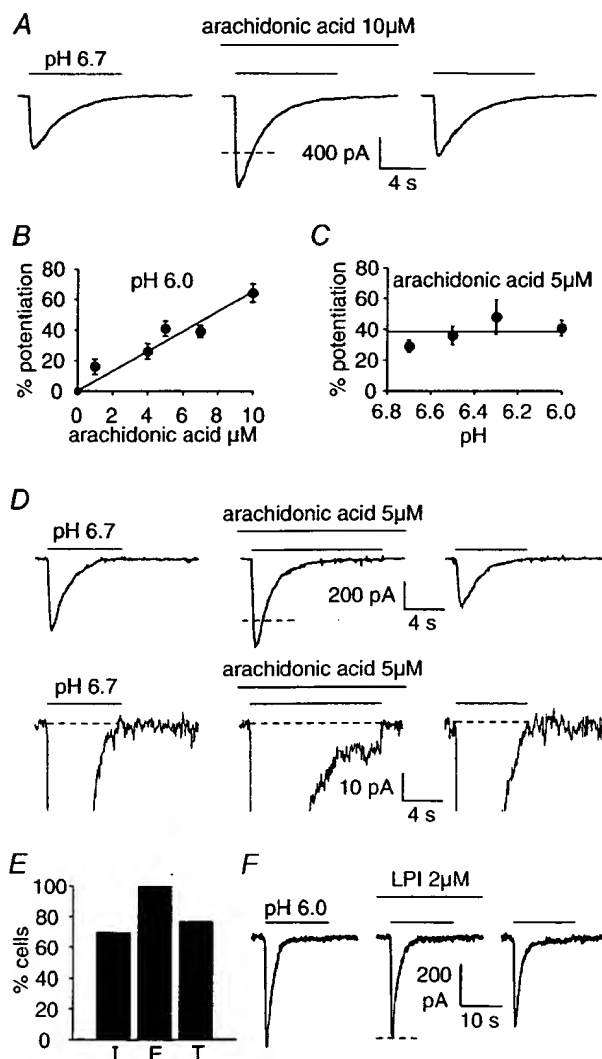 A
arachidonic acid 10µM
pH 6.7
400 pA
4 s
B
C
80
60
40
20
0
% potentiation
pH 6.0
0 2 4 6 8 10
arachidonic acid µM
80
60
40
20
0
% potentiation
arachidonic acid 5µM
6.8 6.6 6.4 6.2 6.0
pH
D
arachidonic acid 5µM
pH 6.7
200 pA
4 s
arachidonic acid 5µM
pH 6.7
10 pA
4 s
E
100
80
60
40
20
0
% cells
I F T
F
LPI 2µM
pH 6.0
200
pA
10 s